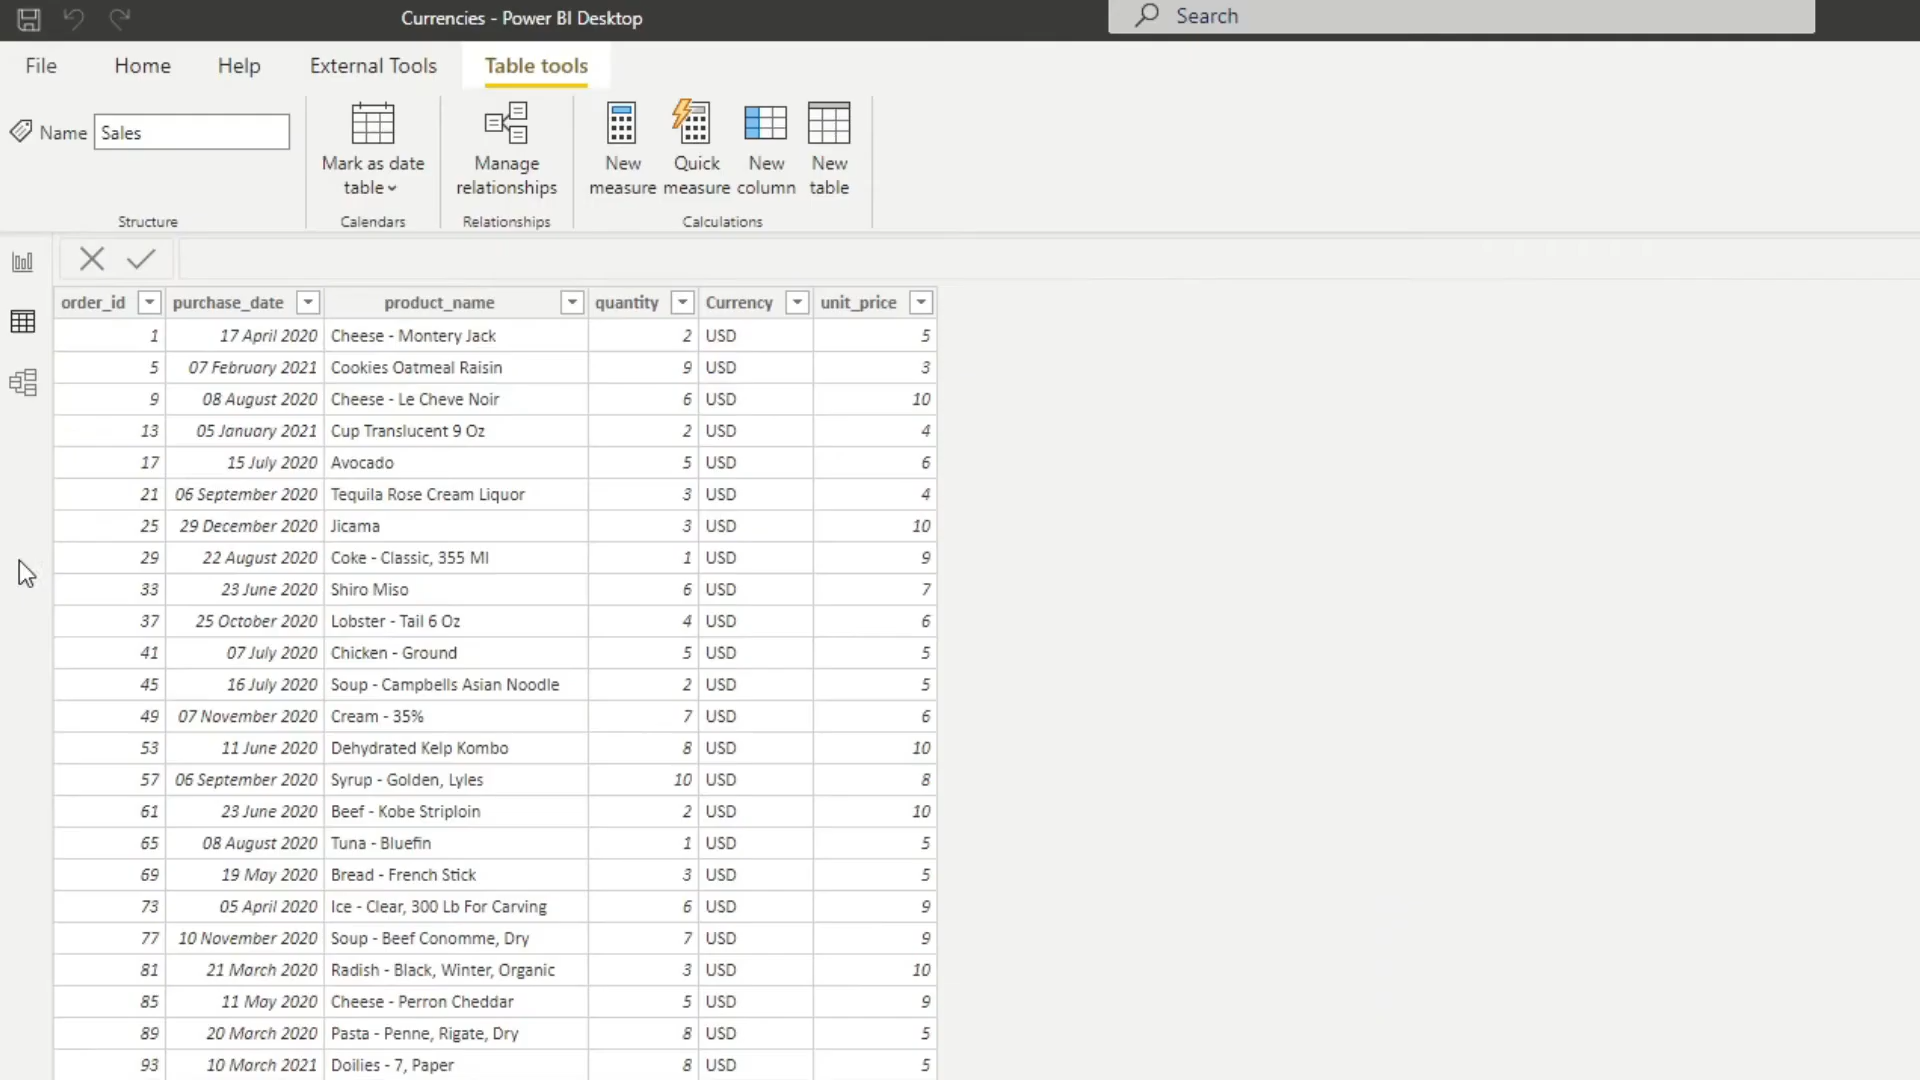 Currencies - Power BI Desktop
Search
File Home Help External Tools Table tools
Name Sales
Mark as date table
Manage relationships
New measure
Quick measure
New column
New table
Structure Calendars Relationships Calculations
order_id purchase_date product_name quantity Currency unit_price
1 17 April 2020 Cheese - Montery Jack 2 USD 5
5 07 February 2021 Cookies Oatmeal Raisin 9 USD 3
9 08 August 2020 Cheese - Le Cheve Noir 6 USD 10
13 05 January 2021 Cup Translucent 9 Oz 2 USD 4
17 15 July 2020 Avocado 5 USD 6
21 06 September 2020 Tequila Rose Cream Liquor 3 USD 4
25 29 December 2020 Jicama 3 USD 10
29 22 August 2020 Coke - Classic, 355 Ml 1 USD 9
33 23 June 2020 Shiro Miso 6 USD 7
37 25 October 2020 Lobster - Tail 6 Oz 4 USD 6
41 07 July 2020 Chicken - Ground 5 USD 5
45 16 July 2020 Soup - Campbells Asian Noodle 2 USD 5
49 07 November 2020 Cream - 35% 7 USD 6
53 11 June 2020 Dehydrated Kelp Kombo 8 USD 10
57 06 September 2020 Syrup - Golden, Lyles 10 USD 8
61 23 June 2020 Beef - Kobe Striploin 2 USD 10
65 08 August 2020 Tuna - Bluefin 1 USD 5
69 19 May 2020 Bread - French Stick 3 USD 5
73 05 April 2020 Ice - Clear, 300 Lb For Carving 6 USD 9
77 10 November 2020 Soup - Beef Conomme, Dry 7 USD 9
81 21 March 2020 Radish - Black, Winter, Organic 3 USD 10
85 11 May 2020 Cheese - Perron Cheddar 5 USD 9
89 20 March 2020 Pasta - Penne, Rigate, Dry 8 USD 5
93 10 March 2021 Doilies - 7, Paper 8 USD 5